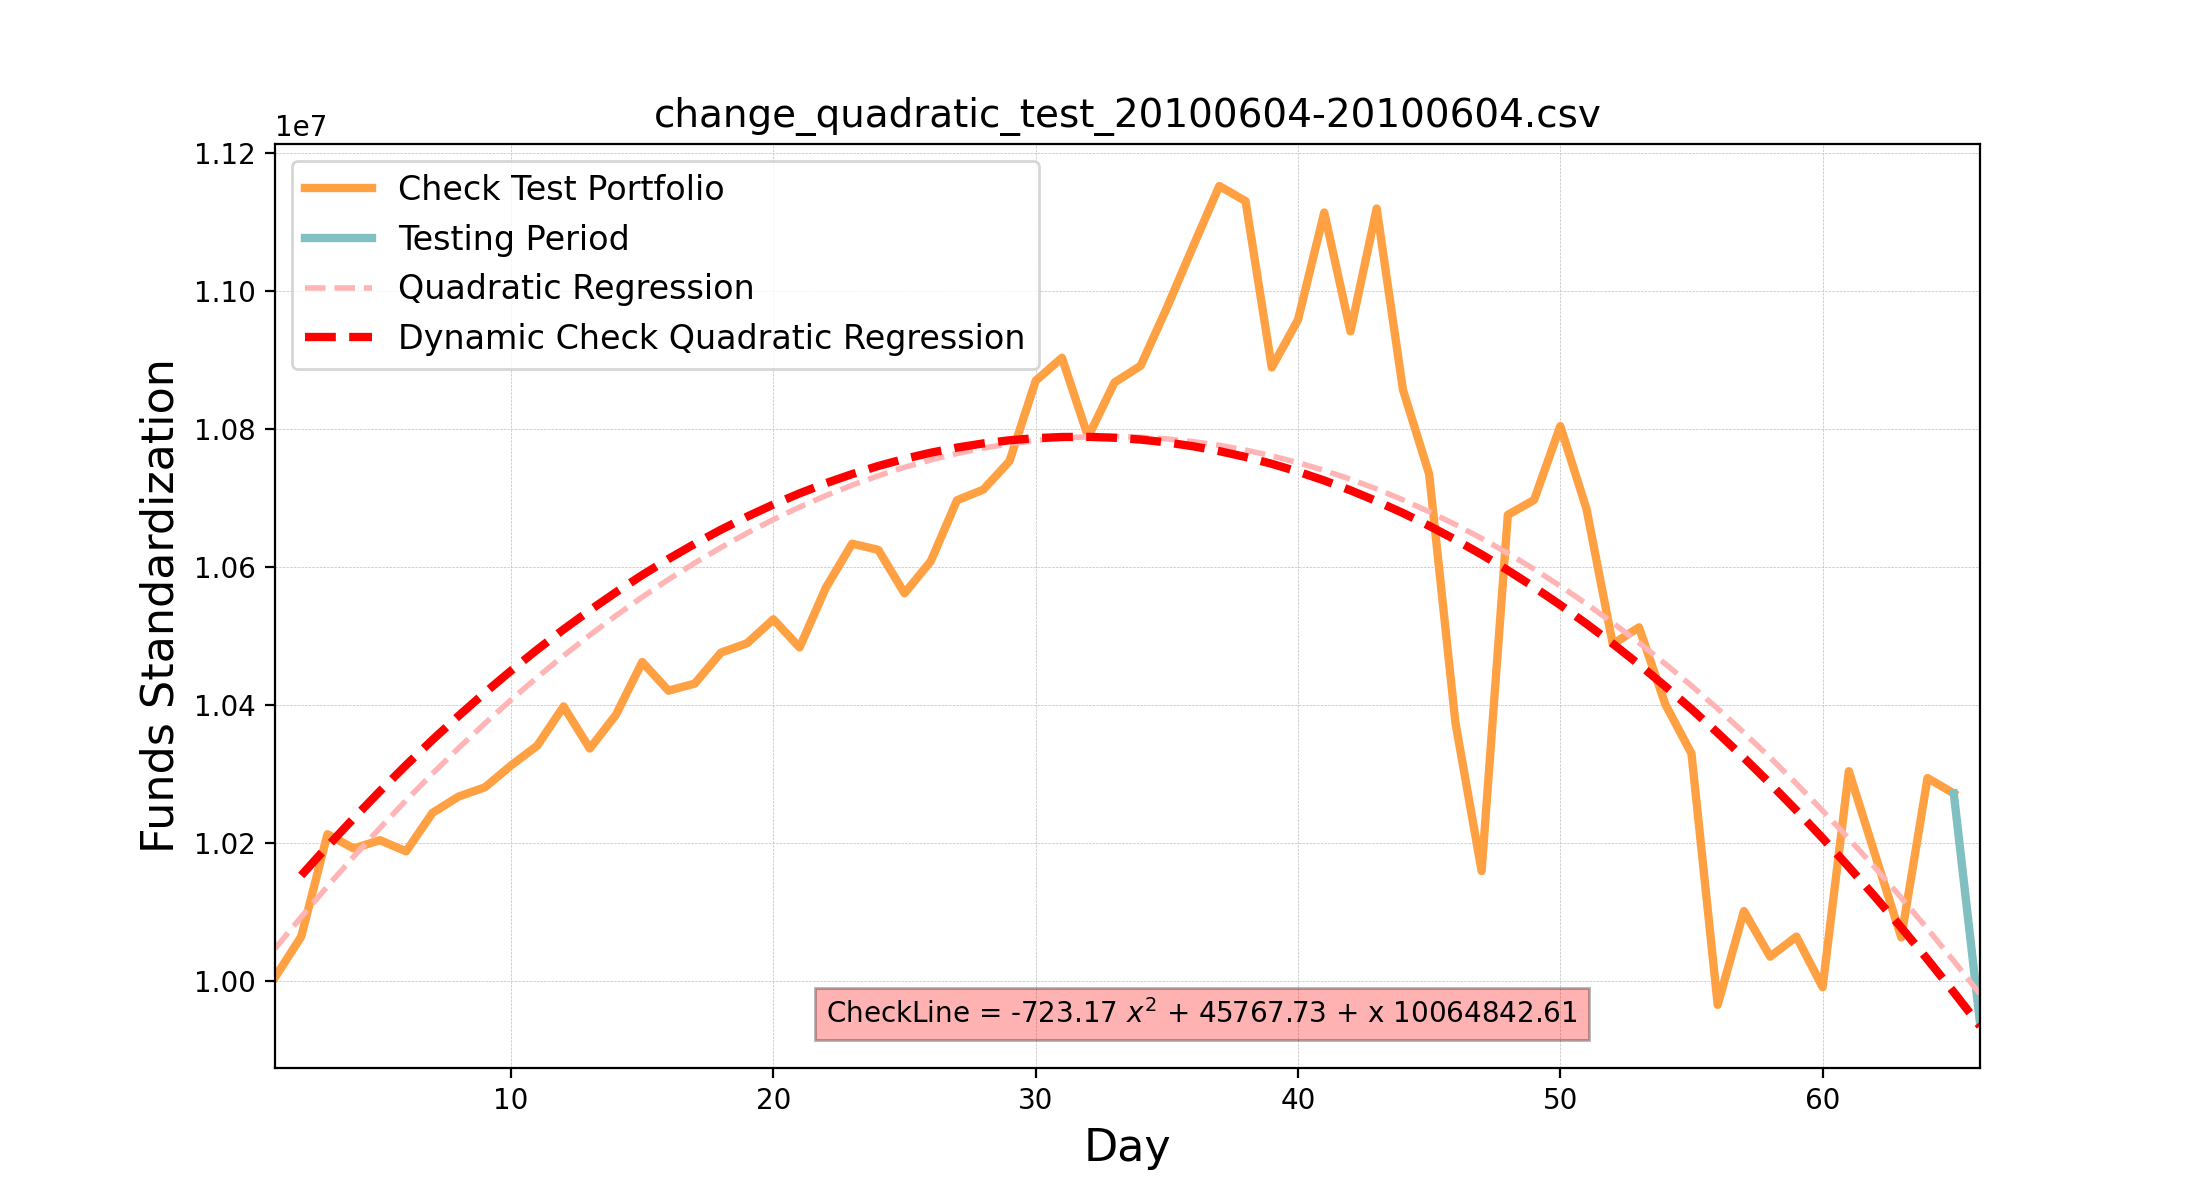 change_quadratic_test_20100604-20100604.csv
1e7
1.12
1.10
1.08
1.06
1.04
1.02
1.00
Funds Standardization
Check Test Portfolio
Testing Period
Quadratic Regression
Dynamic Check Quadratic Regression
CheckLine = -723.17 x² + 45767.73 + x 10064842.61
10 20 30 40 50 60
Day